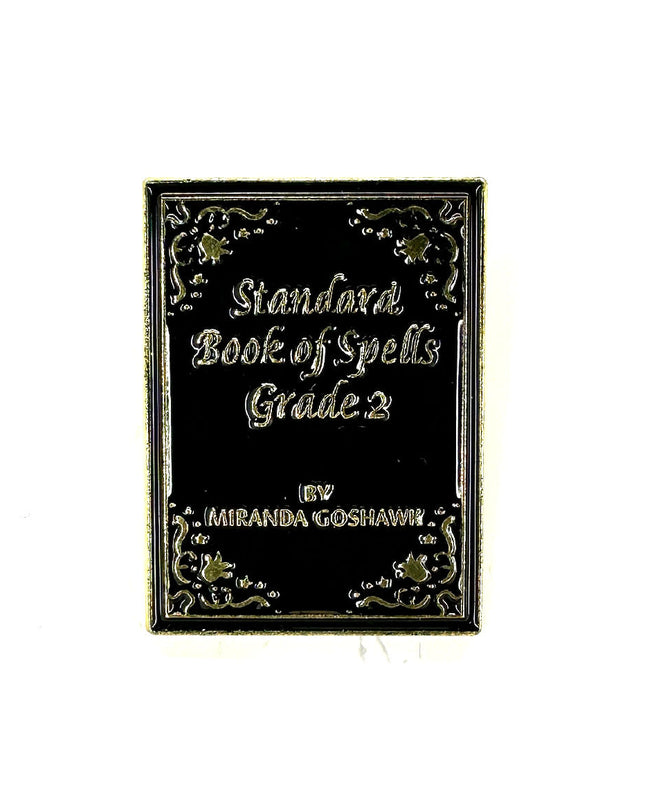 Standard
Book of Spells
Grade 2
BY
MIRANDA GOSHAWK